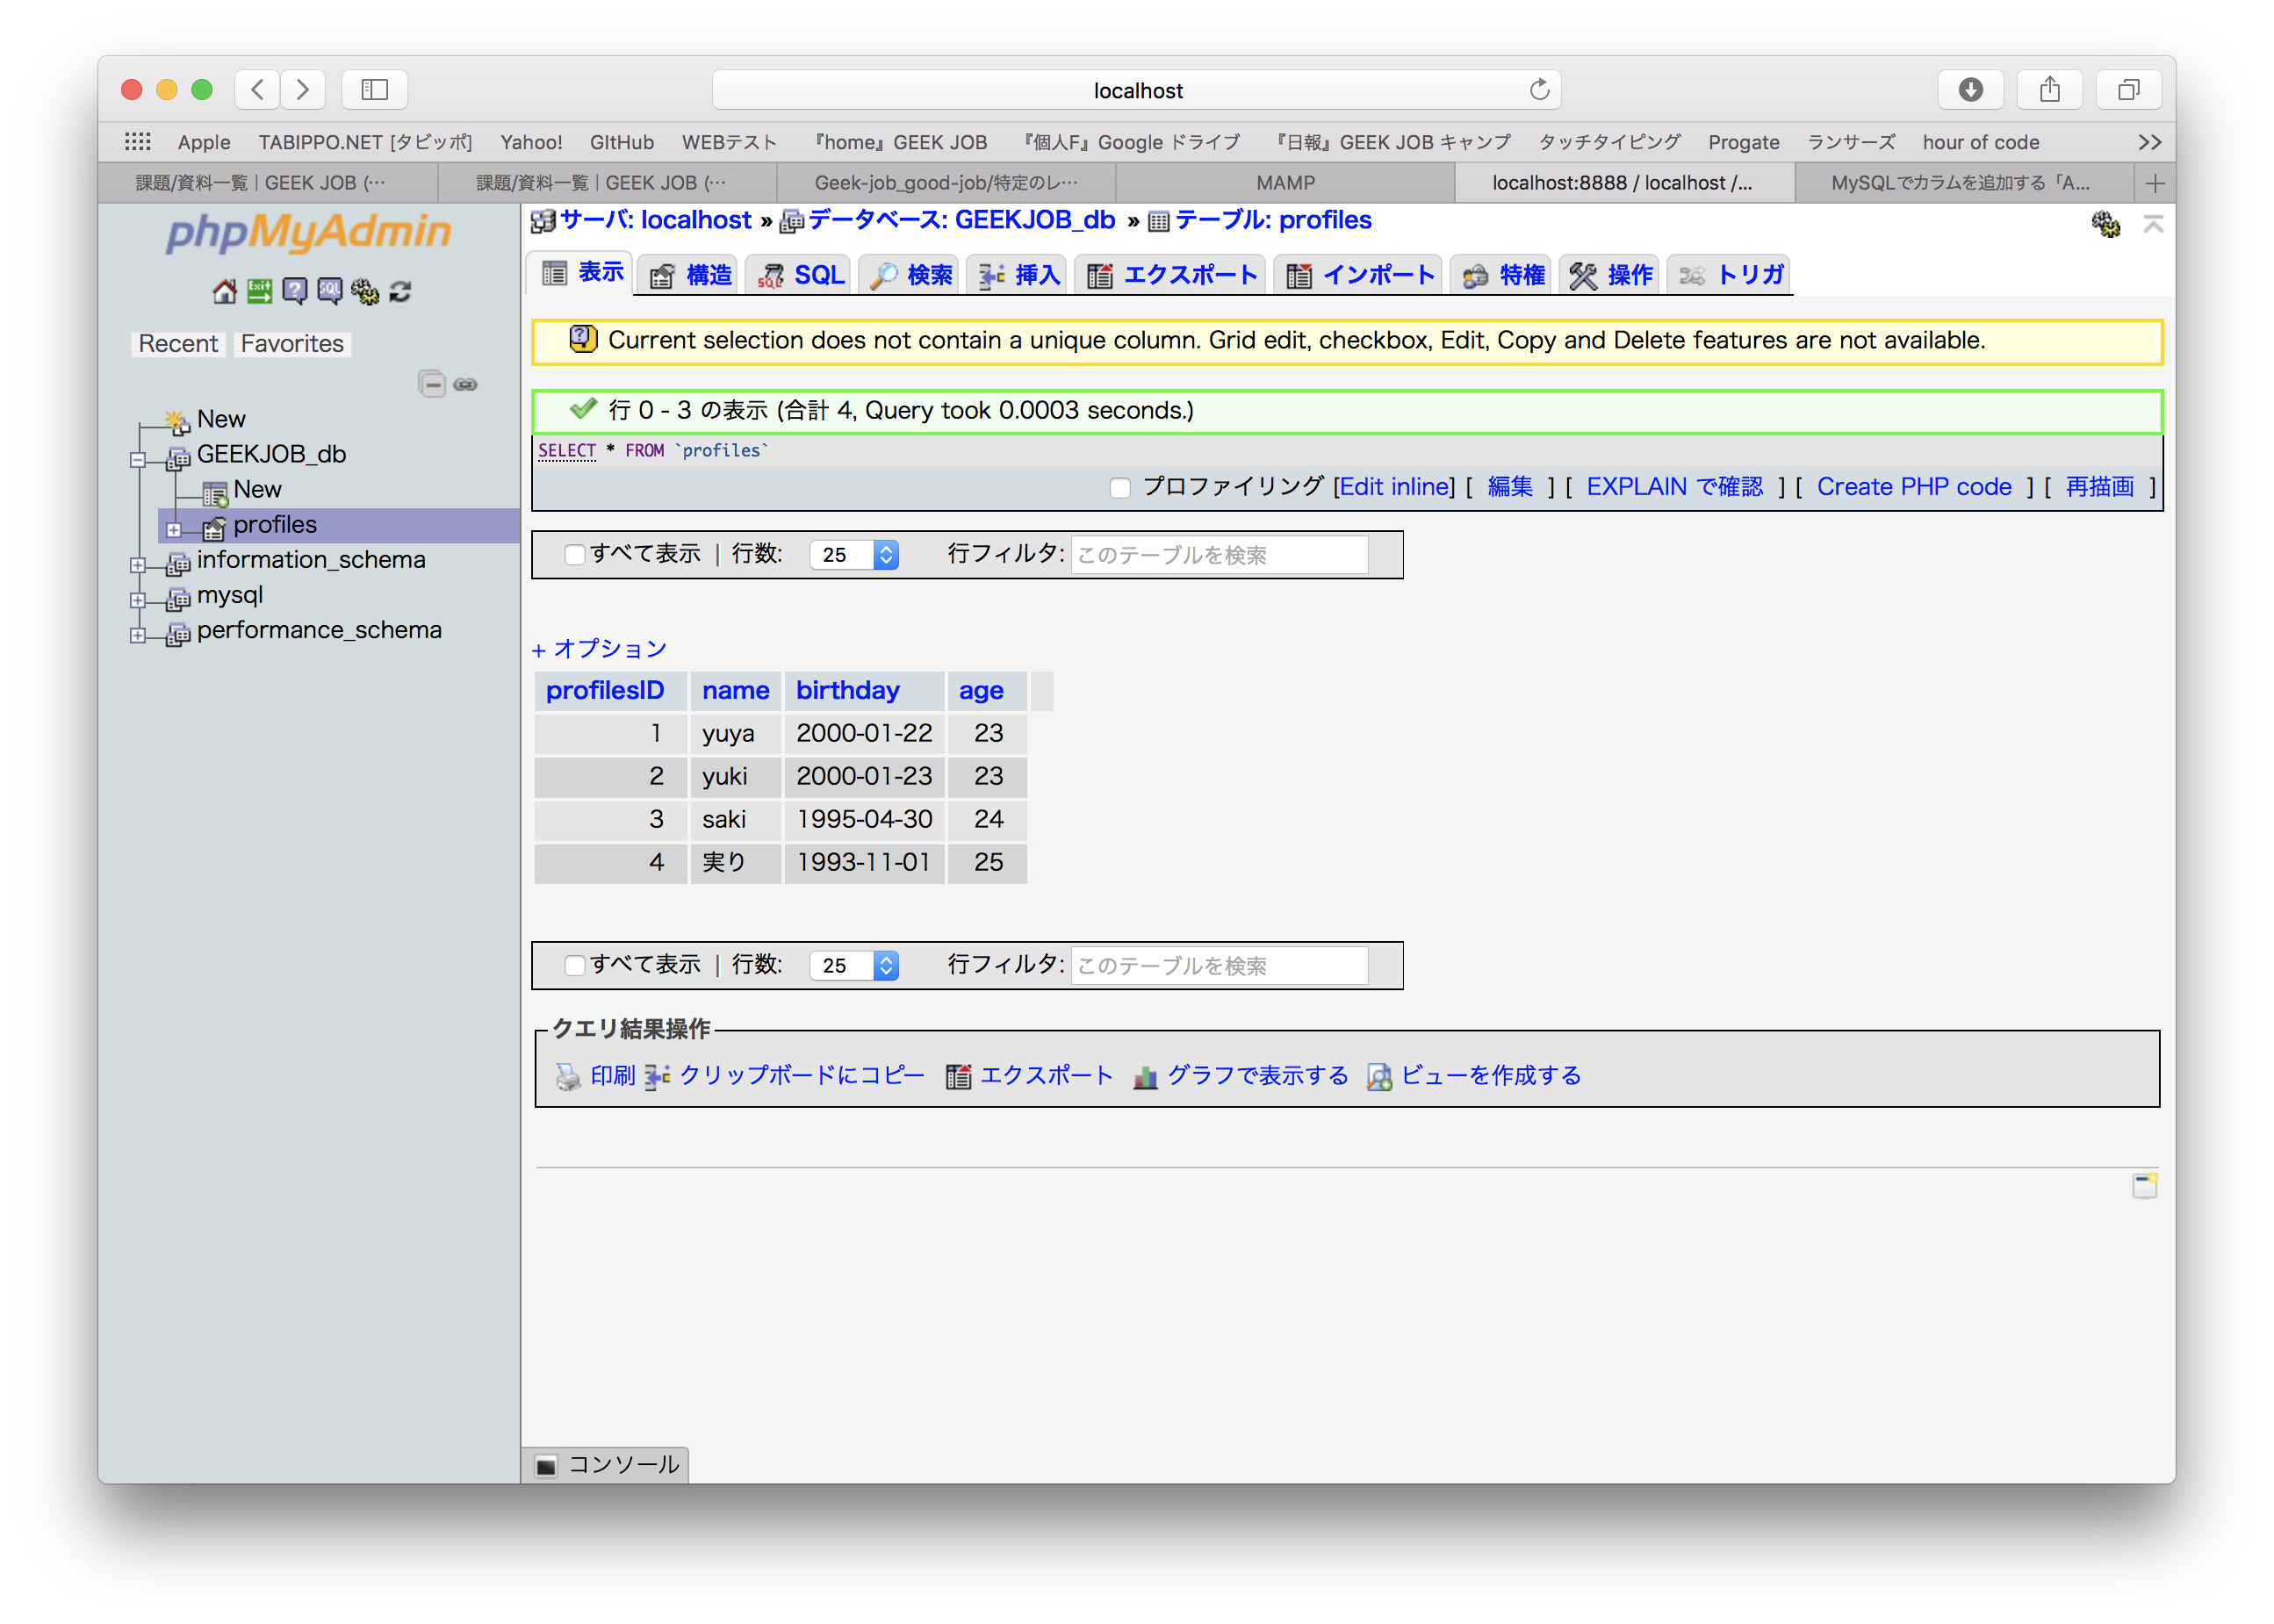 localhost
Apple TABIPPO.NET [タビッポ] Yahoo! GItHub WEBテスト 『home』GEEK JOB 『個人F』Google ドライブ 『日報』GEEK JOB キャンプ タッチタイピング Progate ランサーズ hour of code
課題/資料一覧 | GEEK JOB (… 課題/資料一覧 | GEEK JOB (… Geek-job_good-job/特定のレ… MAMP localhost:8888 / localhost /... MySQLでカラムを追加する「A...
phpMyAdmin
Exit
SQL
Recent Favorites
New
GEEKJOB_db
New
profiles
information_schema
mysql
performance_schema
サーバ: localhost » データベース: GEEKJOB_db » テーブル: profiles
表示 構造 SQL 検索 挿入 エクスポート インポート 特権 操作 トリガ
Current selection does not contain a unique column. Grid edit, checkbox, Edit, Copy and Delete features are not available.
行 0 - 3 の表示 (合計 4, Query took 0.0003 seconds.)
SELECT * FROM `profiles`
プロファイリング [Edit inline] [ 編集 ] [ EXPLAIN で確認 ] [ Create PHP code ] [ 再描画 ]
すべて表示 | 行数: 25 行フィルタ: このテーブルを検索
+ オプション
profilesID name birthday age
1 yuya 2000-01-22 23
2 yuki 2000-01-23 23
3 saki 1995-04-30 24
4 実り 1993-11-01 25
すべて表示 | 行数: 25 行フィルタ: このテーブルを検索
クエリ結果操作
印刷 クリップボードにコピー エクスポート グラフで表示する ビューを作成する
コンソール